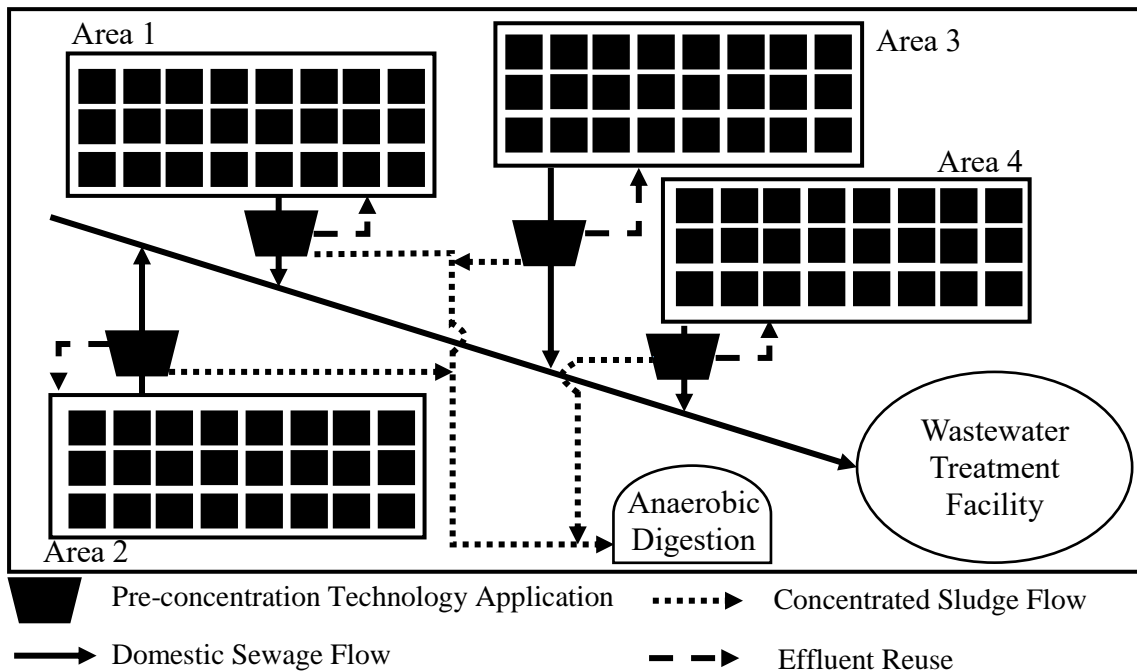 Area 1
Area 3
Area 4
Area 2
Wastewater
Treatment
Facility
Anaerobic
Digestion
Pre-concentration Technology Application
Concentrated Sludge Flow
Domestic Sewage Flow
Effluent Reuse